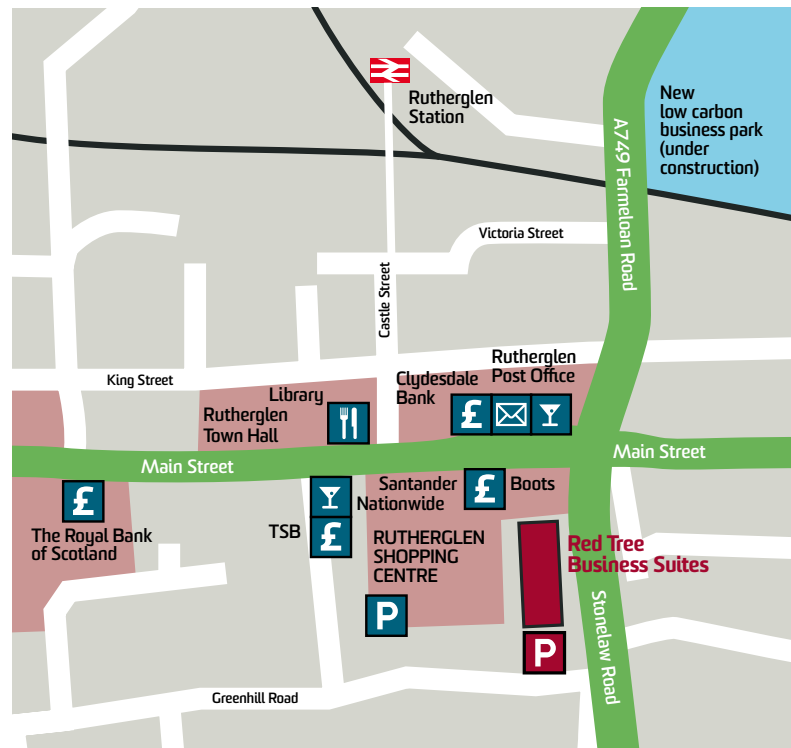 Rutherglen
Station
New
low carbon
business park
(under
construction)
A749 Farmeloan Road
Victoria Street
Castle Street
King Street
Library
Rutherglen
Town Hall
Clydesdale
Bank
Rutherglen
Post Office
£
Main Street
Main Street
£
The Royal Bank
of Scotland
Santander
Nationwide
£
Boots
TSB
£
RUTHERGLEN
SHOPPING
CENTRE
P
Red Tree
Business Suites
P
Stonelaw Road
Greenhill Road